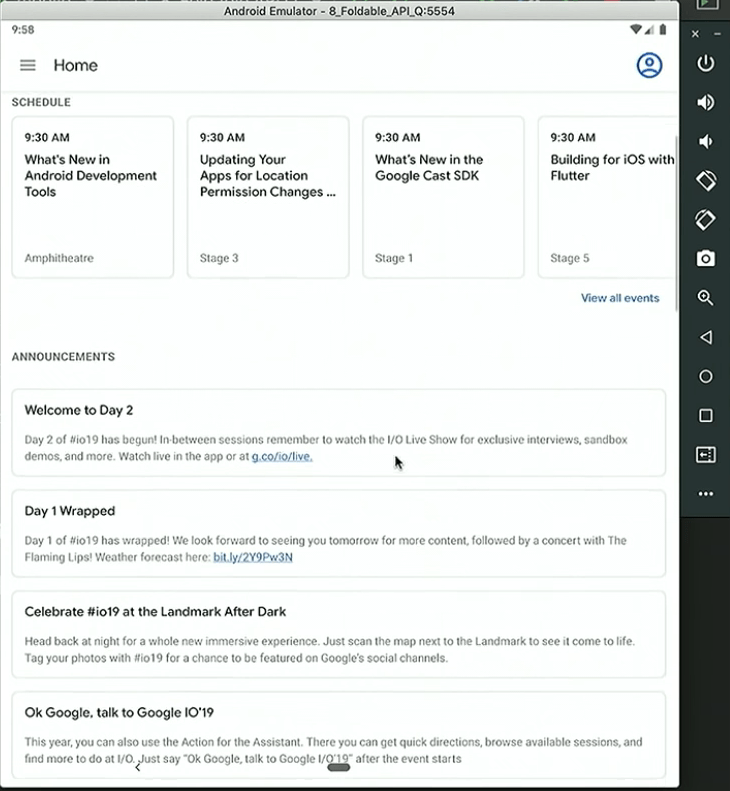 Android Emulator - 8_Foldable_API_Q:5554
9:58
Home
SCHEDULE
9:30 AM
What's New in
Android Development
Tools
Amphitheatre
9:30 AM
Updating Your
Apps for Location
Permission Changes ...
Stage 3
9:30 AM
What's New in the
Google Cast SDK
Stage 1
9:30 AM
Building for iOS with
Flutter
Stage 5
View all events
ANNOUNCEMENTS
Welcome to Day 2
Day 2 of #io19 has begun! In-between sessions remember to watch the I/O Live Show for exclusive interviews, sandbox
demos, and more. Watch live in the app or at g.co/io/live.
Day 1 Wrapped
Day 1 of #io19 has wrapped! We look forward to seeing you tomorrow for more content, followed by a concert with The
Flaming Lips! Weather forecast here: bit.ly/2Y9Pw3N
Celebrate #io19 at the Landmark After Dark
Head back at night for a whole new immersive experience. Just scan the map next to the Landmark to see it come to life.
Tag your photos with #io19 for a chance to be featured on Google's social channels.
Ok Google, talk to Google IO'19
This year, you can also use the Action for the Assistant. There you can get quick directions, browse available sessions, and
find more to do at I/O. Just say "Ok Google, talk to Google I/O'19" after the event starts